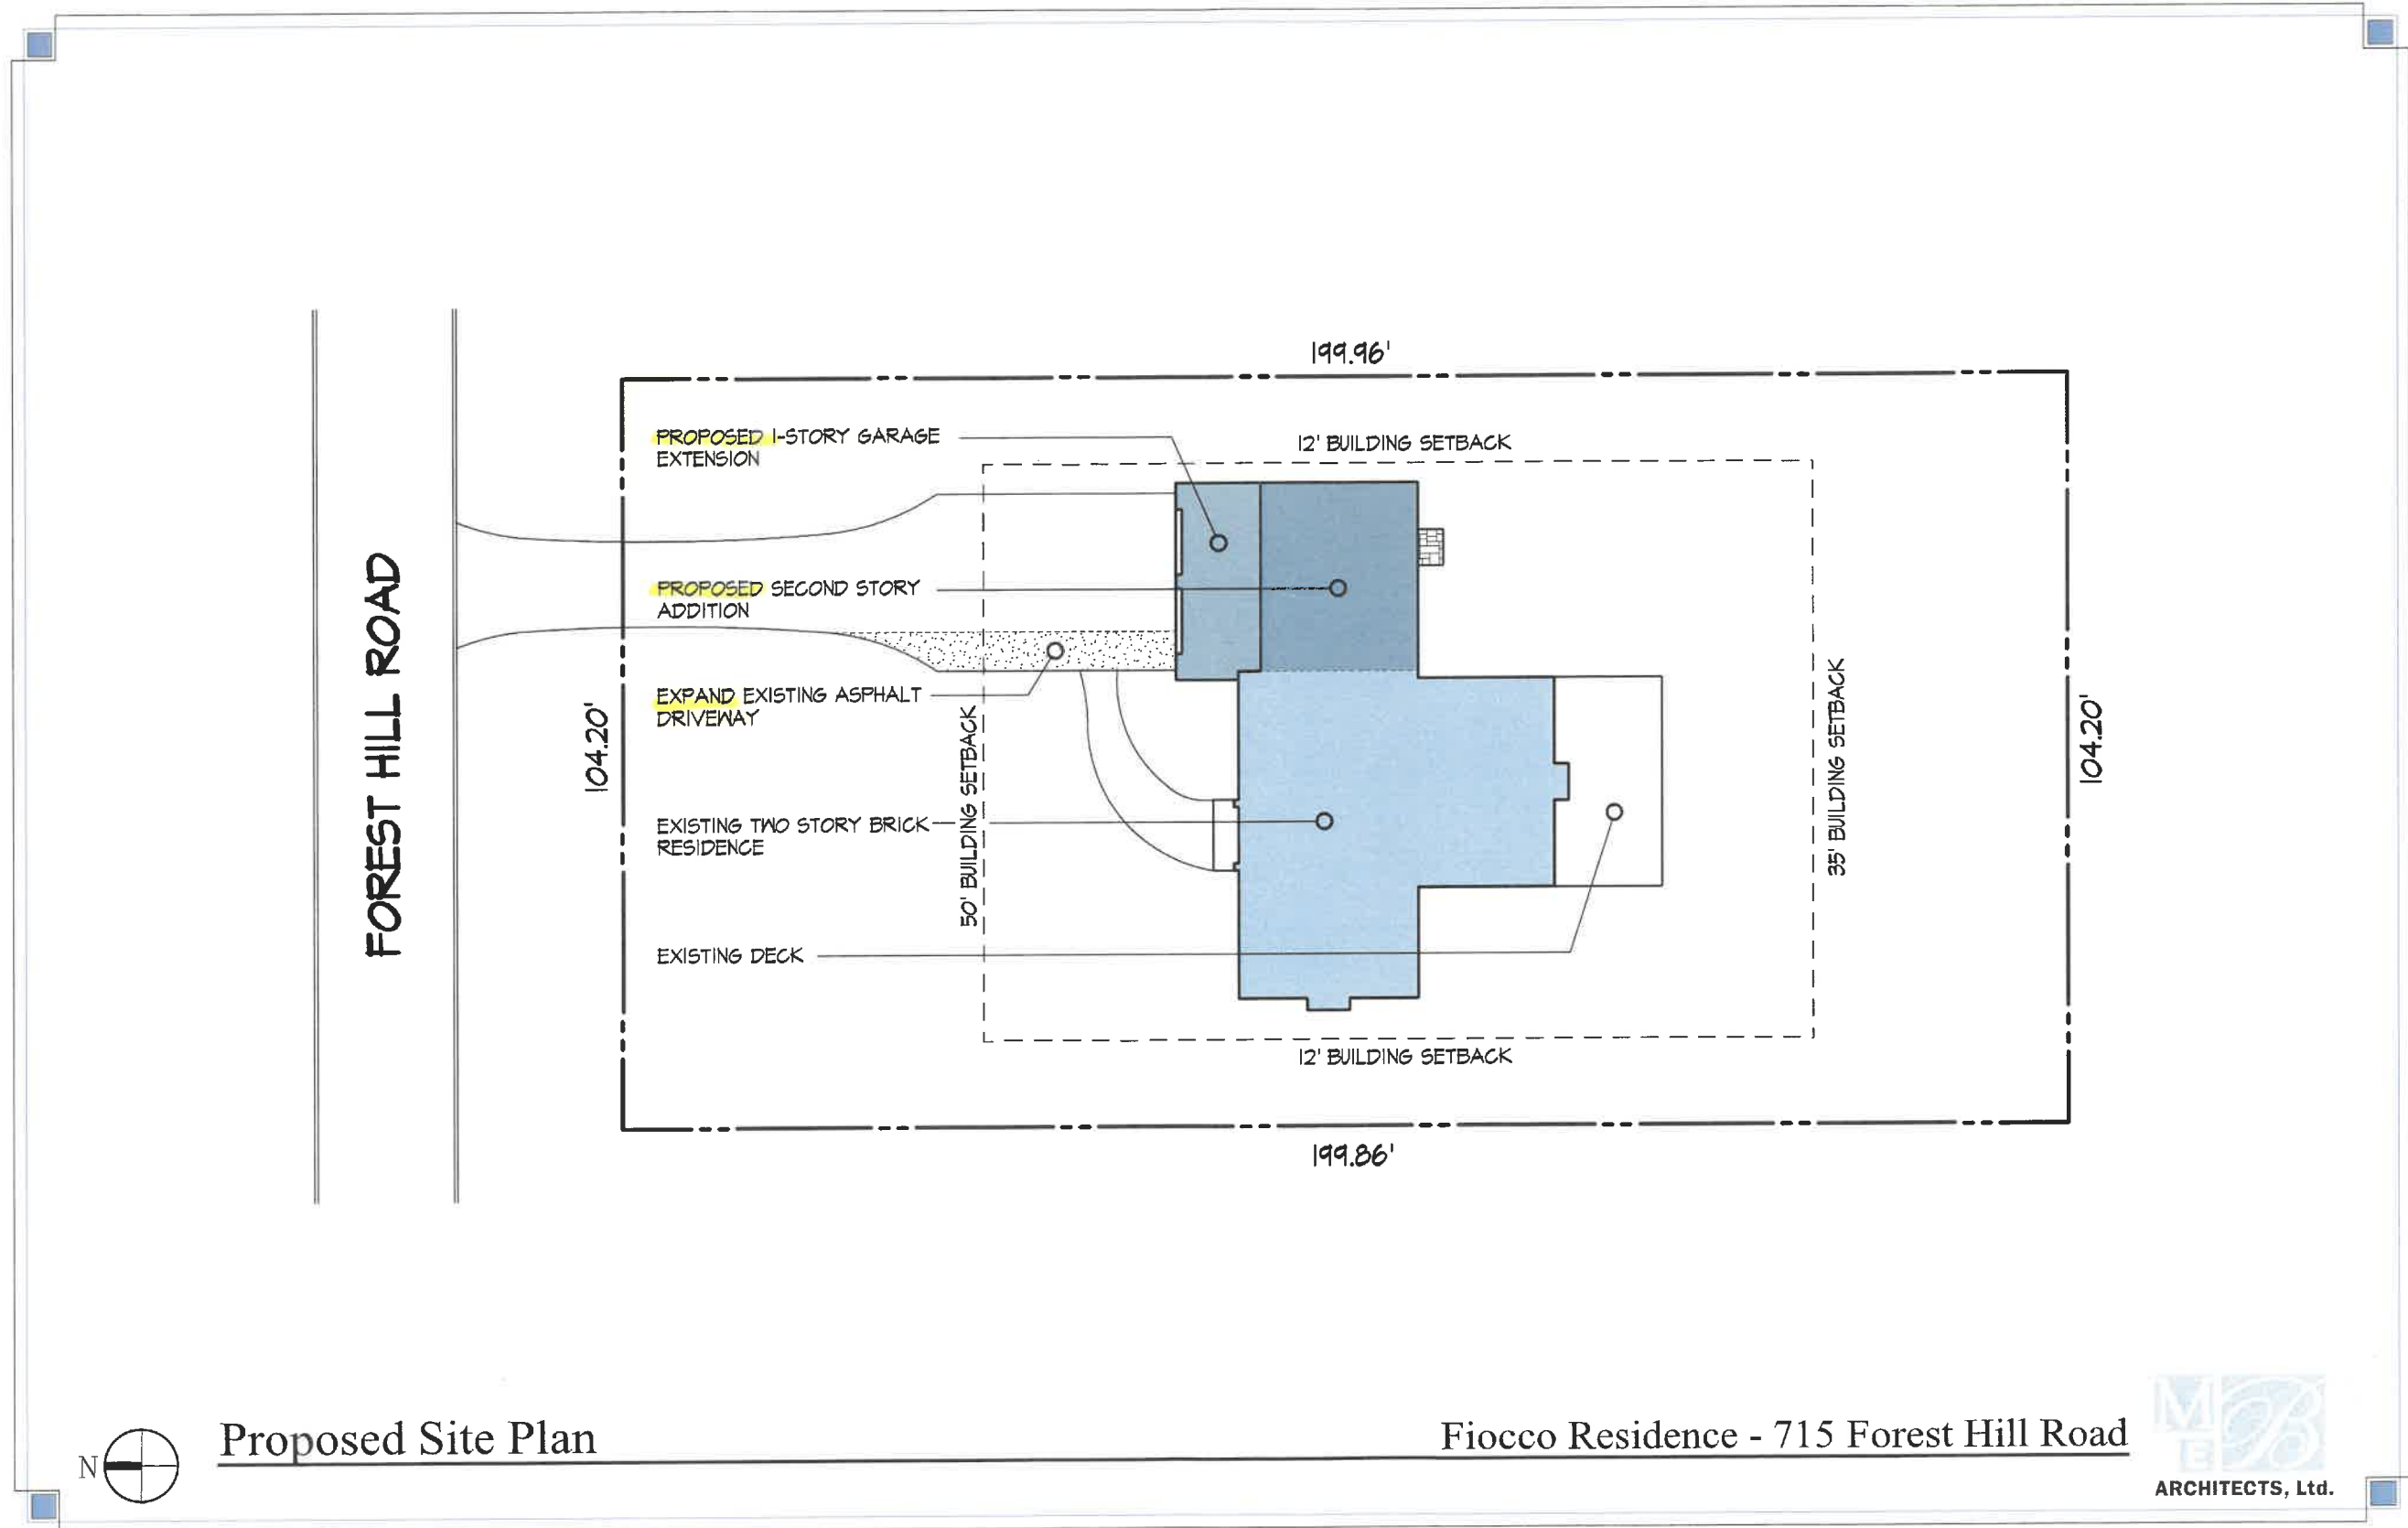 199.96'
PROPOSED 1-STORY GARAGE
EXTENSION
12' BUILDING SETBACK
PROPOSED SECOND STORY
ADDITION
FOREST HILL ROAD
104.20'
EXPAND EXISTING ASPHALT
DRIVEWAY
50' BUILDING SETBACK
EXISTING TWO STORY BRICK
RESIDENCE
35' BUILDING SETBACK
104.20'
EXISTING DECK
12' BUILDING SETBACK
199.86'
N
Proposed Site Plan
Fiocco Residence - 715 Forest Hill Road
M E B
ARCHITECTS, Ltd.